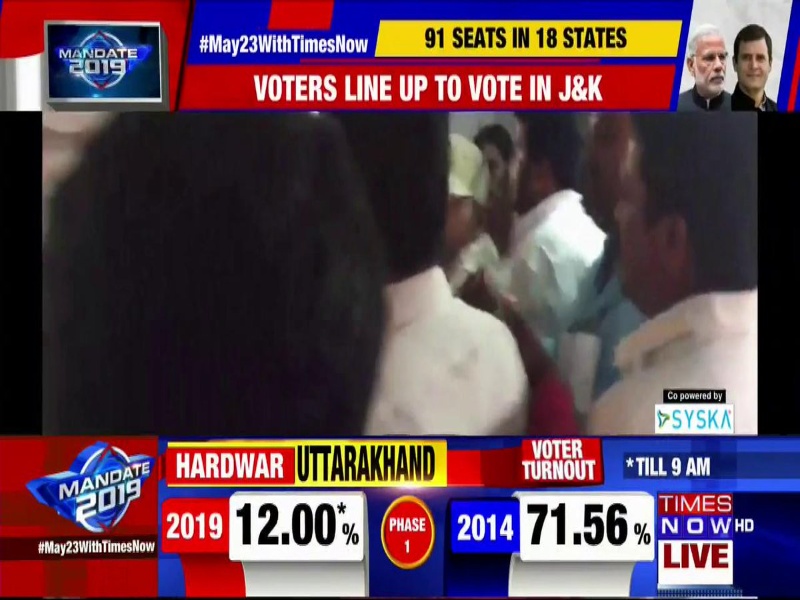 MANDATE
2019
#May23WithTimesNow
91 SEATS IN 18 STATES
VOTERS LINE UP TO VOTE IN J&K
Co powered by
SYSKA
MANDATE
2019
#May23WithTimesNow
HARDWAR UTTARAKHAND
VOTER
TURNOUT
*TILL 9 AM
2019 12.00*%
PHASE
1
2014 71.56 %
TIMES
NOW HD
LIVE